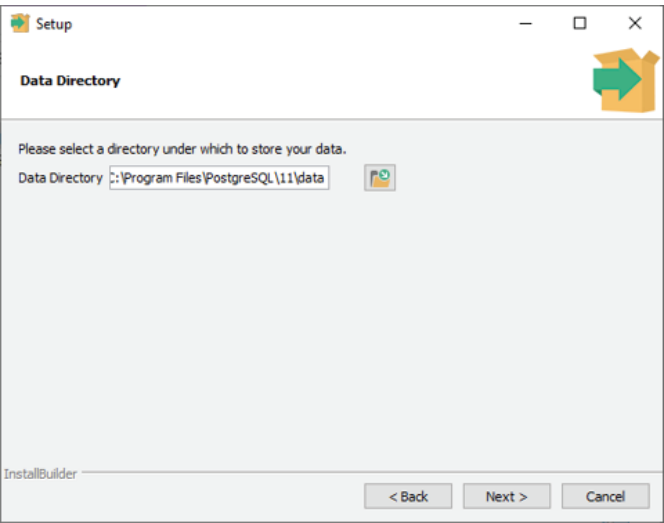 Setup
Data Directory
Please select a directory under which to store your data.
Data Directory C:\Program Files\PostgreSQL\11\data
InstallBuilder
< Back Next > Cancel